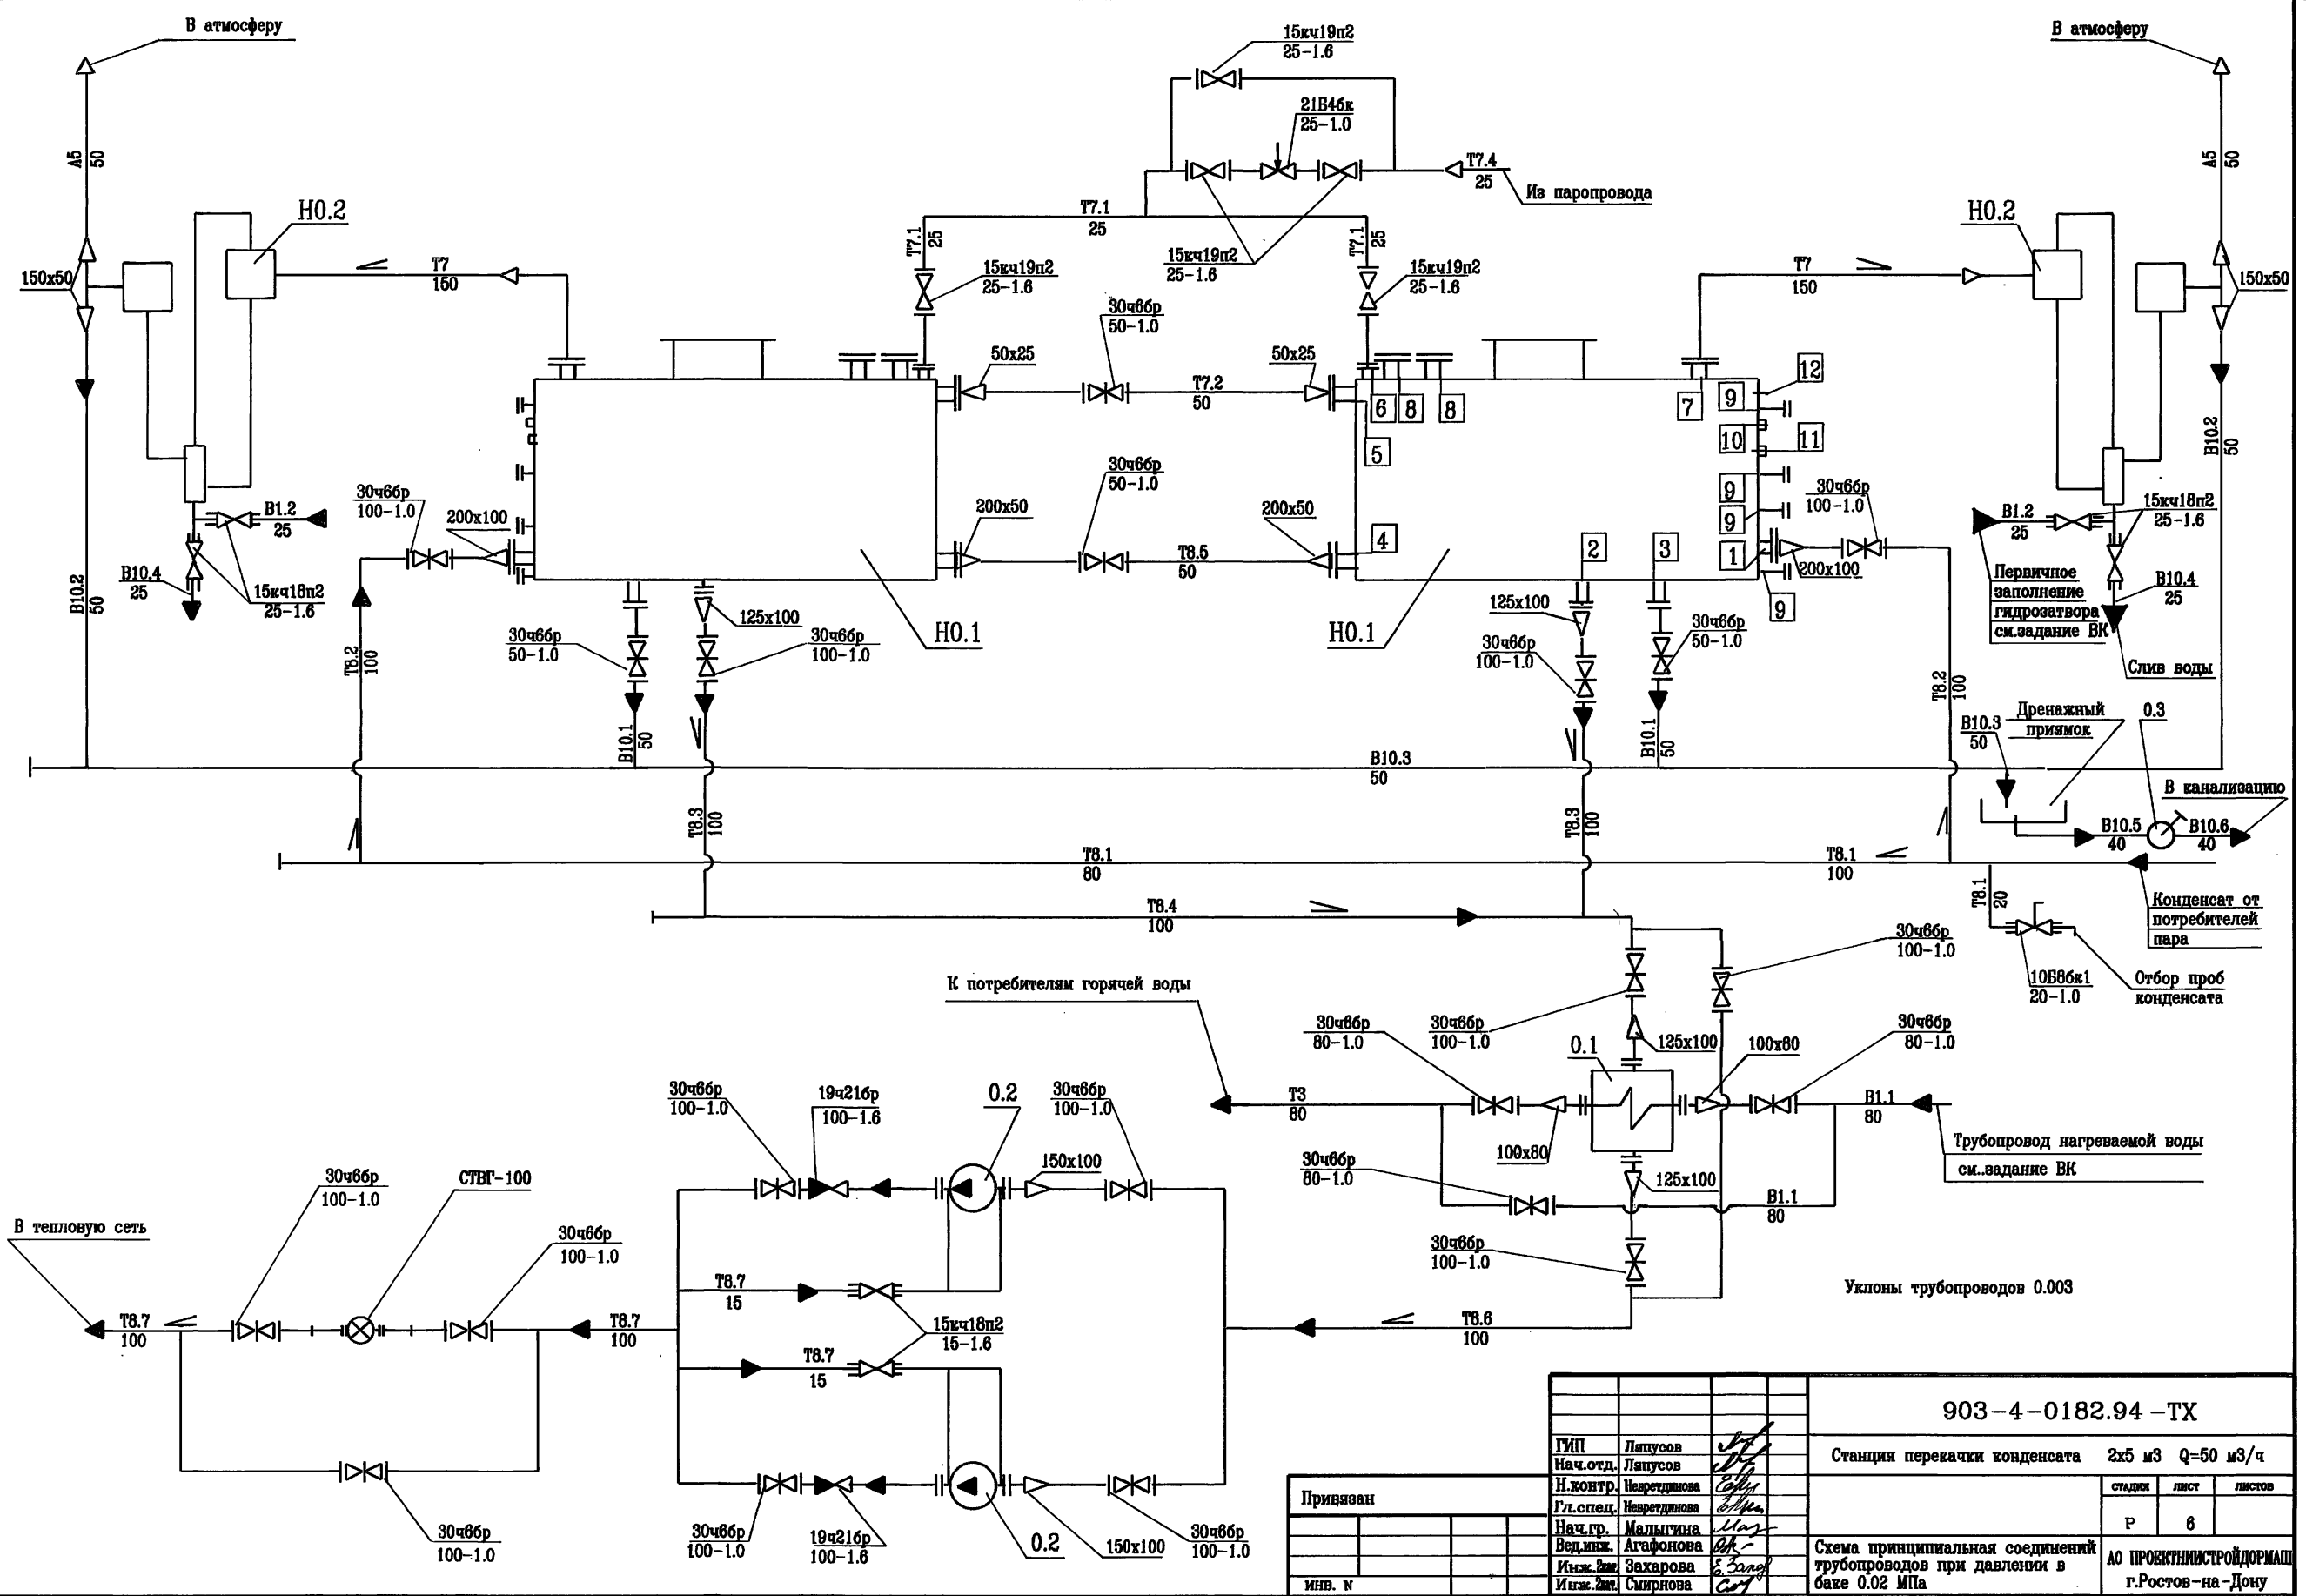 В атмосферу
В атмосферу
15кч19п2
25-1.6
21Б4бк
25-1.0
Т7.4
25
Из паропровода
А5
50
А5
50
Н0.2
Н0.2
Т7.1
25
Т7.1
25
Т7.1
25
15кч19п2
25-1.6
15кч19п2
25-1.6
15кч19п2
25-1.6
150х50
Т7
150
Т7
150
150х50
30ч6бр
50-1.0
50х25
50х25
Т7.2
50
6
8
8
7
9
12
5
10
11
9
9
30ч6бр
50-1.0
В10.2
50
30ч6бр
100-1.0
200х100
В1.2
25
200х50
200х50
Т8.5
50
4
2
3
1
9
30ч6бр
100-1.0
200х100
В1.2
25
15кч18п2
25-1.6
Первичное
заполнение
гидрозатвора
см.задание ВК
В10.4
25
Слив воды
В10.2
50
В10.4
25
15кч18п2
25-1.6
Т8.2
100
30ч6бр
50-1.0
125х100
30ч6бр
100-1.0
Н0.1
Н0.1
125х100
30ч6бр
100-1.0
30ч6бр
50-1.0
Т8.2
100
В10.1
50
В10.1
50
В10.3
50
В10.3
50
Дренажный
приямок
0.3
В канализацию
В10.5
40
В10.6
40
Т8.3
100
Т8.3
100
Т8.1
80
Т8.1
100
Т8.1
20
Конденсат от
потребителей
пара
Т8.4
100
10Б8бк1
20-1.0
Отбор проб
конденсата
К потребителям горячей воды
30ч6бр
100-1.0
30ч6бр
80-1.0
30ч6бр
100-1.0
0.1
125х100
100х80
30ч6бр
80-1.0
Т3
80
В1.1
80
100х80
30ч6бр
80-1.0
125х100
В1.1
80
Трубопровод нагреваемой воды
см..задание ВК
30ч6бр
100-1.0
Т8.6
100
Уклоны трубопроводов 0.003
30ч6бр
100-1.0
19ч21бр
100-1.6
0.2
30ч6бр
100-1.0
150х100
В тепловую сеть
30ч6бр
100-1.0
СТВГ-100
30ч6бр
100-1.0
Т8.7
100
Т8.7
100
Т8.7
15
15кч18п2
15-1.6
Т8.7
15
30ч6бр
100-1.0
30ч6бр
100-1.0
19ч21бр
100-1.6
0.2
150х100
30ч6бр
100-1.0
903-4-0182.94-ТХ
Станция перекачки конденсата 2х5 м3 Q=50 м3/ч
ГИП Ляпусов
Нач.отд. Ляпусов
Н.контр. Невретдинова
Гл.спец. Невретдинова
Нач.гр. Малыгина
Вед.инж. Агафонова
Инж.2кат. Захарова
Инж.2кат. Смирнова
стадия лист листов
Р 6
Схема принципиальная соединений
трубопроводов при давлении в
баке 0.02 МПа
АО ПРОЕКТНИИСТРОЙДОРМАШ
г.Ростов-на-Дону
Привязан
ИНВ. N